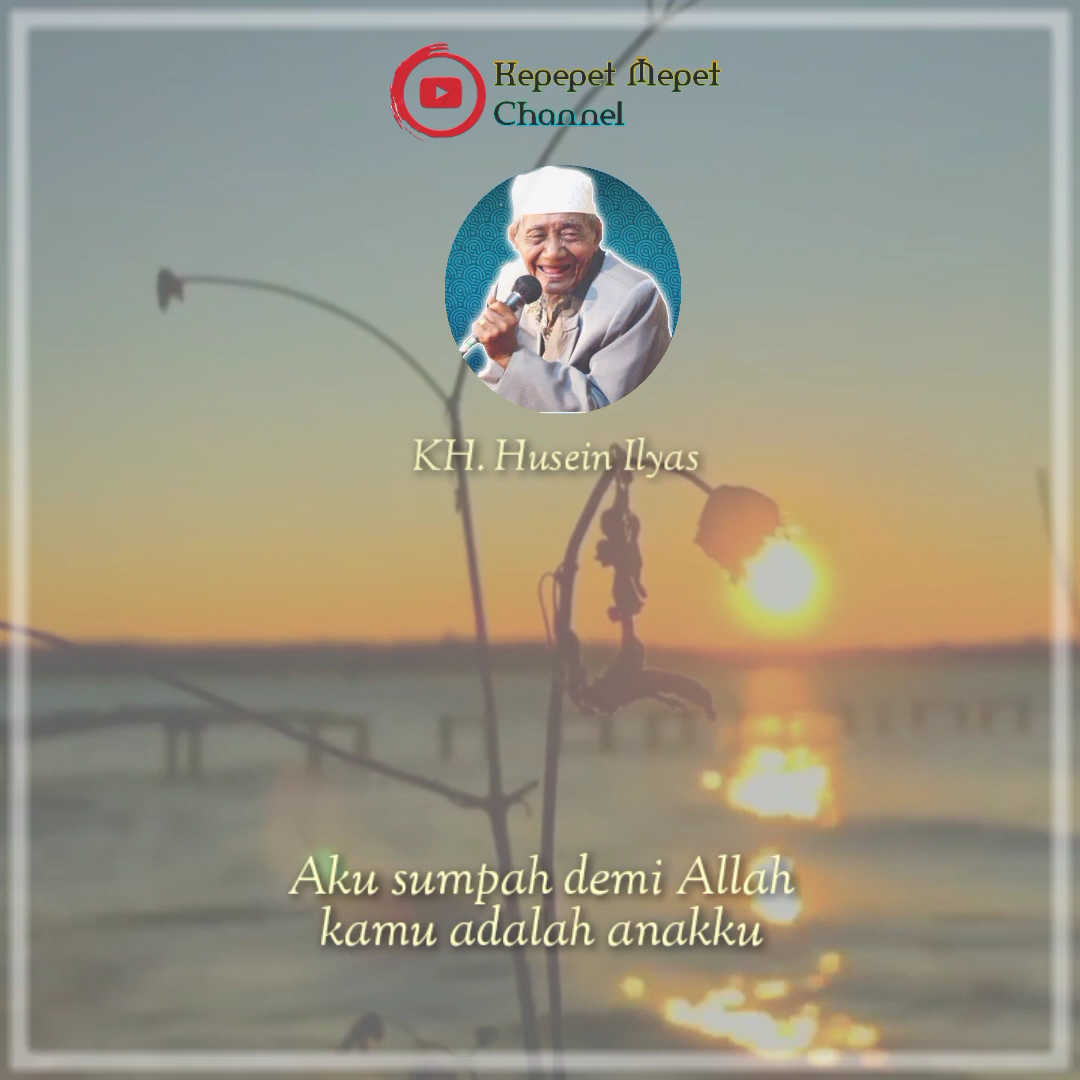 Kepepet Mepet
Channel
KH. Husein Ilyas
Aku sumpah demi Allah
kamu adalah anakku